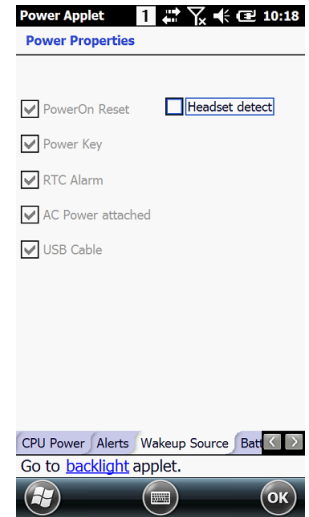 Power Applet 1 10:18
Power Properties
PowerOn Reset Headset detect
Power Key
RTC Alarm
AC Power attached
USB Cable
CPU Power Alerts Wakeup Source Batt
Go to backlight applet.
OK